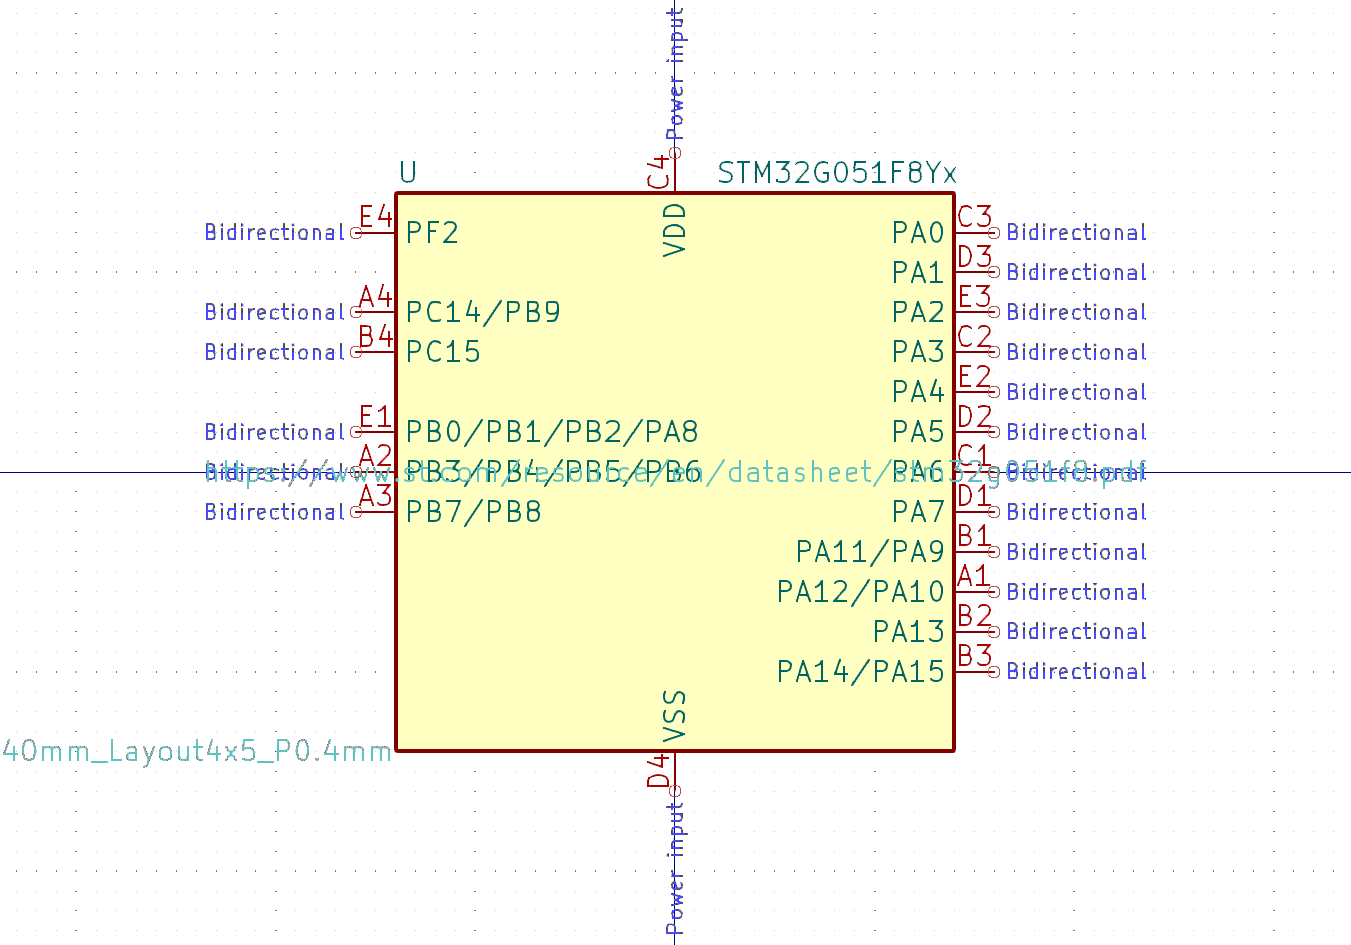 Power input
C4
U
STM32G051F8Yx
VDD
Bidirectional E4 PF2
PA0 C3 Bidirectional
PA1 D3 Bidirectional
Bidirectional A4 PC14/PB9
PA2 E3 Bidirectional
Bidirectional B4 PC15
PA3 C2 Bidirectional
PA4 E2 Bidirectional
Bidirectional E1 PB0/PB1/PB2/PA8
PA5 D2 Bidirectional
Bidirectional A2 PB3/PB4/PB5/PB6
https://www.st.com/resource/en/datasheet/stm32g051f8.pdf
PA6 C1 Bidirectional
Bidirectional A3 PB7/PB8
PA7 D1 Bidirectional
PA11/PA9 B1 Bidirectional
PA12/PA10 A1 Bidirectional
PA13 B2 Bidirectional
PA14/PA15 B3 Bidirectional
VSS
40mm_Layout4x5_P0.4mm
D4
Power input